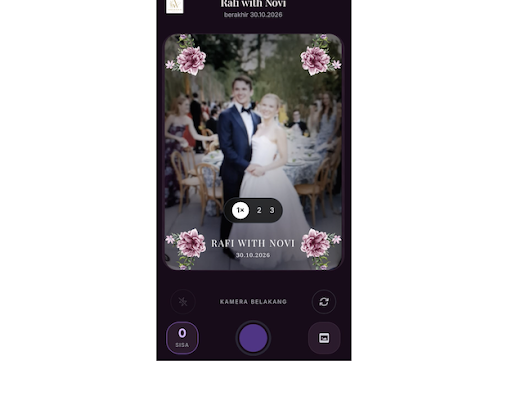 Rafi with Novi
berakhir 30.10.2026
1×
2
3
RAFI WITH NOVI
30.10.2026
KAMERA BELAKANG
0
SISA